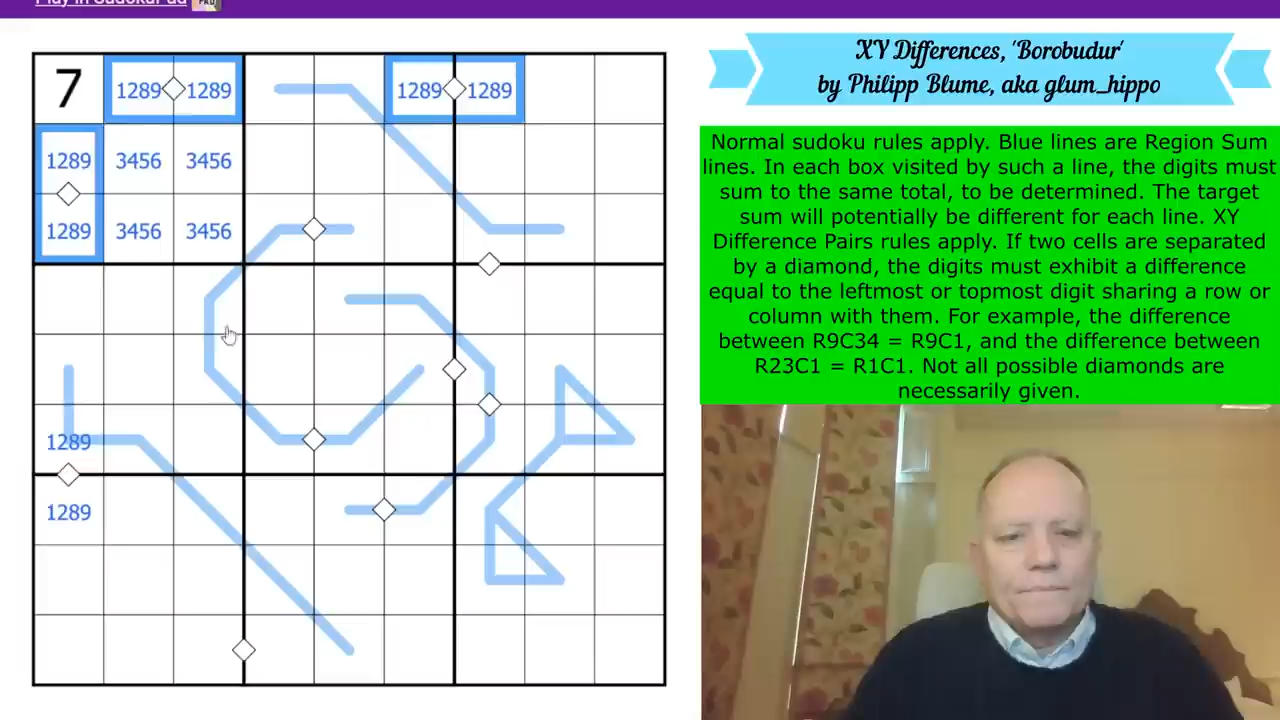 Play in SudokuPad
XY Differences, 'Borobudur'
by Philipp Blume, aka glum_hippo
7 1289 1289 1289 1289
1289 3456 3456
1289 3456 3456
1289
1289
Normal sudoku rules apply. Blue lines are Region Sum
lines. In each box visited by such a line, the digits must
sum to the same total, to be determined. The target
sum will potentially be different for each line. XY
Difference Pairs rules apply. If two cells are separated
by a diamond, the digits must exhibit a difference
equal to the leftmost or topmost digit sharing a row or
column with them. For example, the difference
between R9C34 = R9C1, and the difference between
R23C1 = R1C1. Not all possible diamonds are
necessarily given.